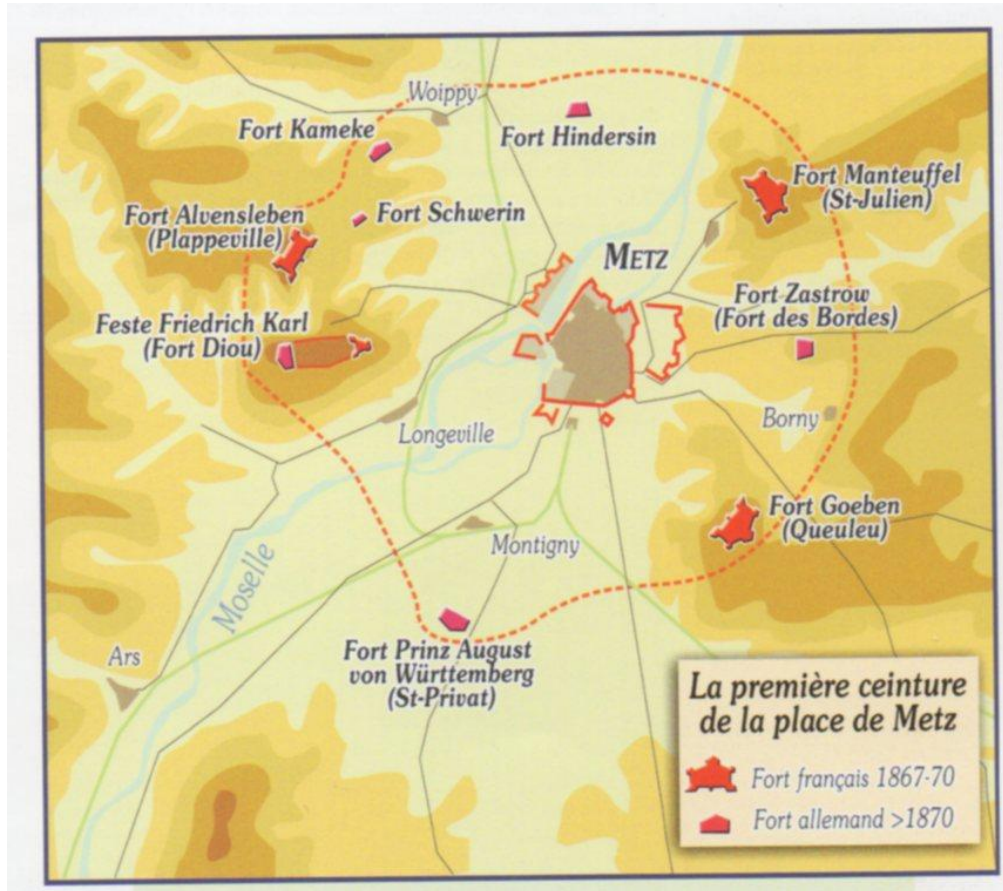 Woippy
Fort Kameke
Fort Hindersin
Fort Manteuffel
(St-Julien)
Fort Alvensleben
(Plappeville)
Fort Schwerin
METZ
Fort Zastrow
(Fort des Bordes)
Feste Friedrich Karl
(Fort Diou)
Longeville
Borny
Fort Goeben
(Queuleu)
Montigny
Moselle
Fort Prinz August
von Württemberg
(St-Privat)
Ars
La première ceinture
de la place de Metz
Fort français 1867-70
Fort allemand >1870